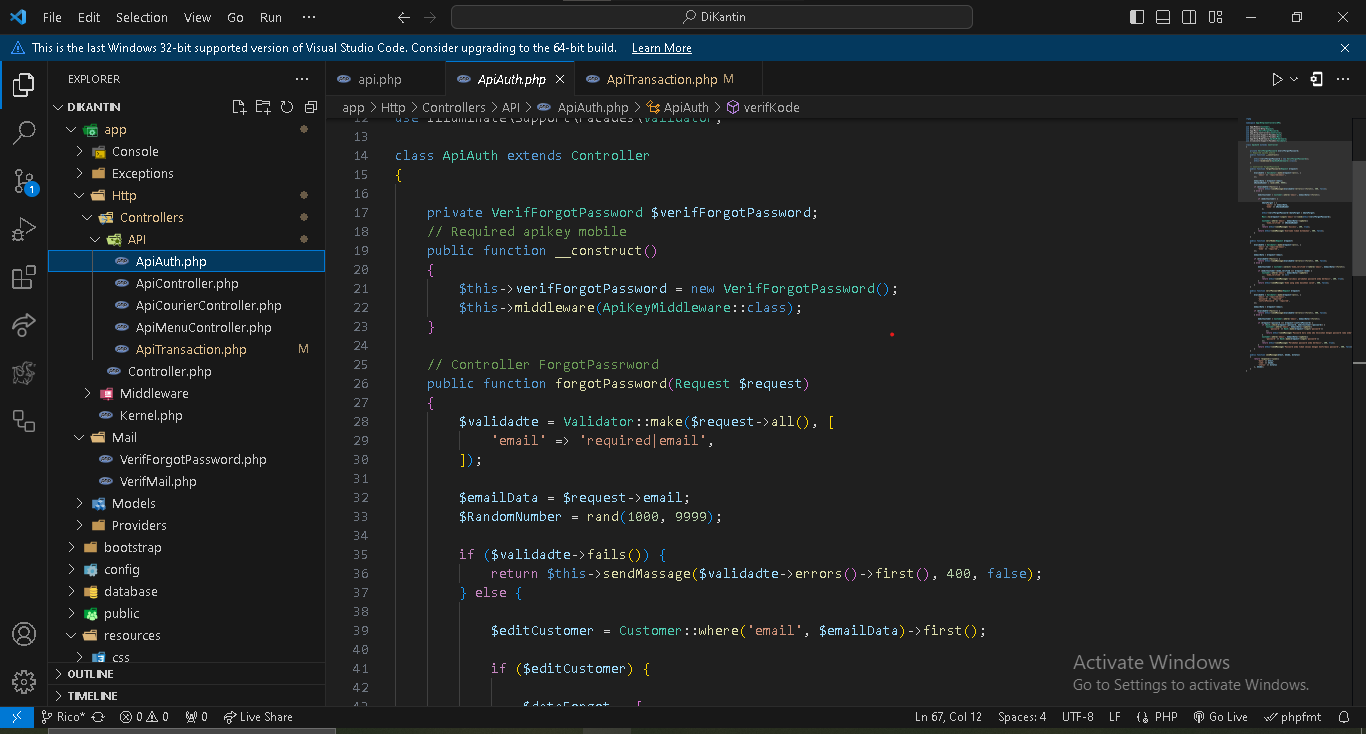 File Edit Selection View Go Run ··· DiKantin
This is the last Windows 32-bit supported version of Visual Studio Code. Consider upgrading to the 64-bit build. Learn More
EXPLORER
DIKANTIN
app
Console
Exceptions
Http
Controllers
API
ApiAuth.php
ApiController.php
ApiCourierController.php
ApiMenuController.php
ApiTransaction.php M
Controller.php
Middleware
Kernel.php
Mail
VerifForgotPassword.php
VerifMail.php
Models
Providers
bootstrap
config
database
public
resources
css
OUTLINE
TIMELINE
api.php ApiAuth.php ApiTransaction.php M
app > Http > Controllers > API > ApiAuth.php > ApiAuth > verifKode
12 use Illuminate\Support\Facades\Validator;
13
14 class ApiAuth extends Controller
15 {
16
17 private VerifForgotPassword $verifForgotPassword;
18 // Required apikey mobile
19 public function __construct()
20 {
21 $this->verifForgotPassword = new VerifForgotPassword();
22 $this->middleware(ApiKeyMiddleware::class);
23 }
24
25 // Controller ForgotPassrword
26 public function forgotPassword(Request $request)
27 {
28 $validadte = Validator::make($request->all(), [
29 'email' => 'required|email',
30 ]);
31
32 $emailData = $request->email;
33 $RandomNumber = rand(1000, 9999);
34
35 if ($validadte->fails()) {
36 return $this->sendMassage($validadte->errors()->first(), 400, false);
37 } else {
38
39 $editCustomer = Customer::where('email', $emailData)->first();
40
41 if ($editCustomer) {
42
43 $dataForgot = [
Activate Windows
Go to Settings to activate Windows.
1
Rico* 0 0 0 Live Share Ln 67, Col 12 Spaces: 4 UTF-8 LF PHP Go Live phpfmt